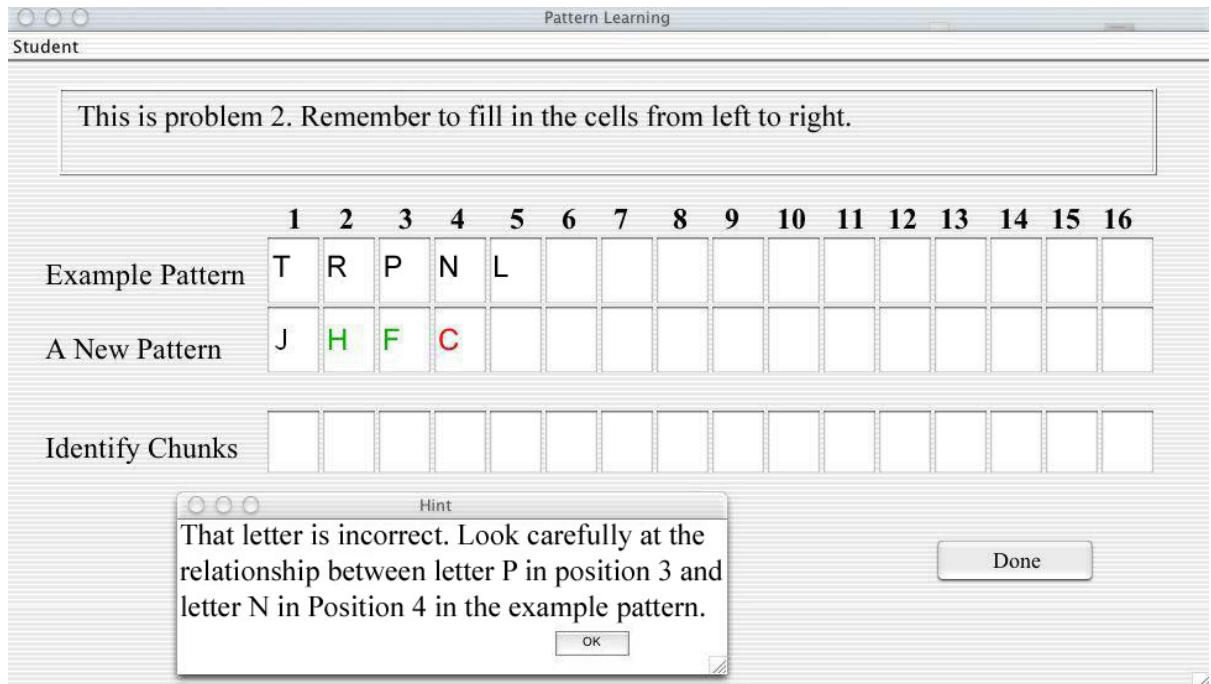 Pattern Learning
Student
This is problem 2. Remember to fill in the cells from left to right.
1 2 3 4 5 6 7 8 9 10 11 12 13 14 15 16
Example Pattern T R P N L
A New Pattern J H F C
Identify Chunks
Hint
That letter is incorrect. Look carefully at the
relationship between letter P in position 3 and
letter N in Position 4 in the example pattern.
OK
Done